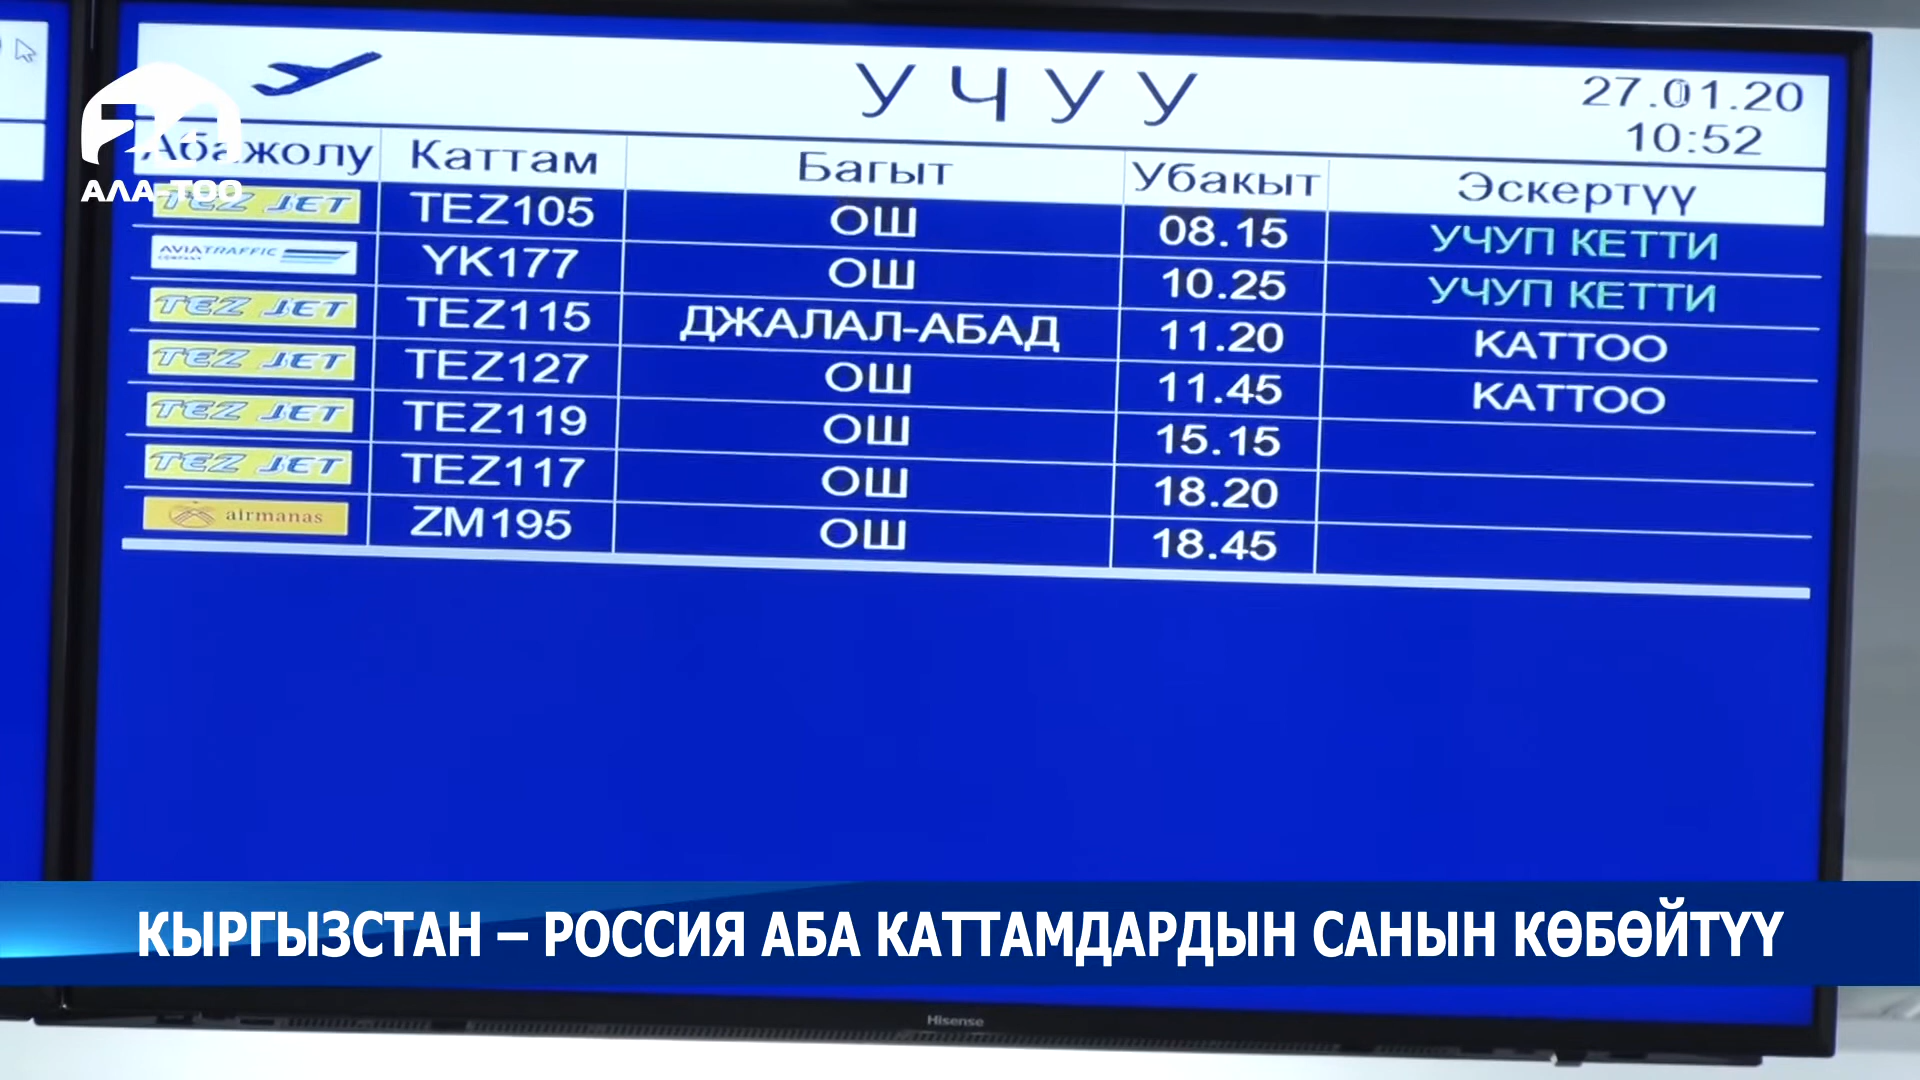 УЧУУ
27.01.20
10:52
АЛА-ТОО
Абажолу Каттам Багыт Убакыт Эскертүү
TEZ JET TEZ105 ОШ 08.15 УЧУП КЕТТИ
AVIATRAFFIC COMPANY YK177 ОШ 10.25 УЧУП КЕТТИ
TEZ JET TEZ115 ДЖАЛАЛ-АБАД 11.20 КАТТОО
TEZ JET TEZ127 ОШ 11.45 КАТТОО
TEZ JET TEZ119 ОШ 15.15
TEZ JET TEZ117 ОШ 18.20
airmanas ZM195 ОШ 18.45
КЫРГЫЗСТАН – РОССИЯ АБА КАТТАМДАРДЫН САНЫН КӨБӨЙТҮҮ
Hisense